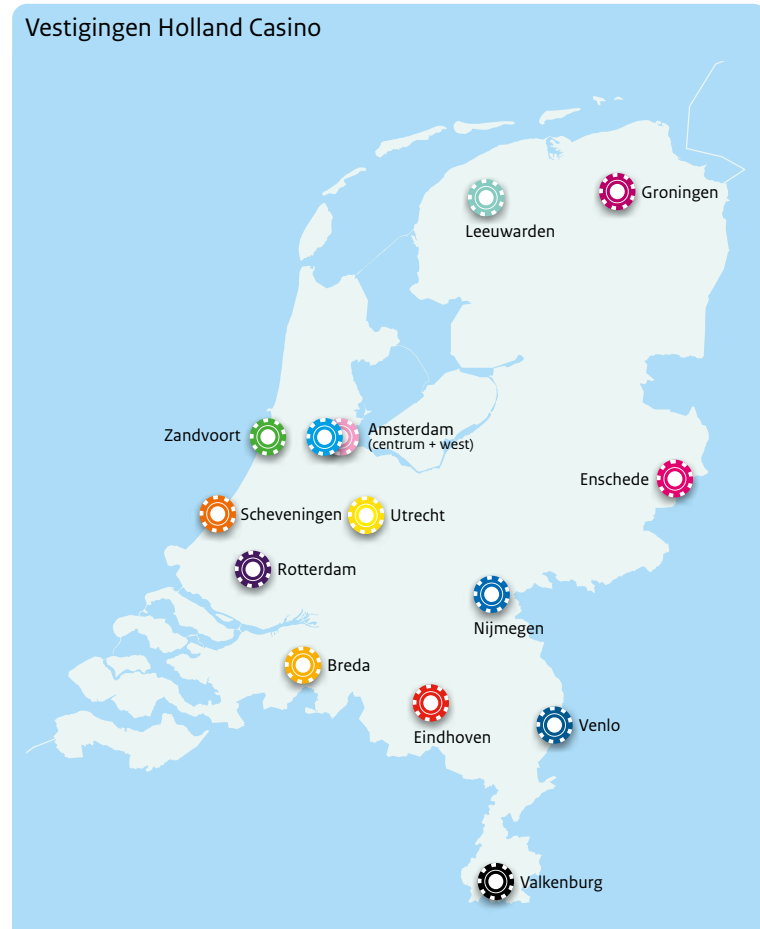 Vestigingen Holland Casino
Groningen
Leeuwarden
Zandvoort
Amsterdam
(centrum + west)
Enschede
Scheveningen
Utrecht
Rotterdam
Nijmegen
Breda
Eindhoven
Venlo
Valkenburg